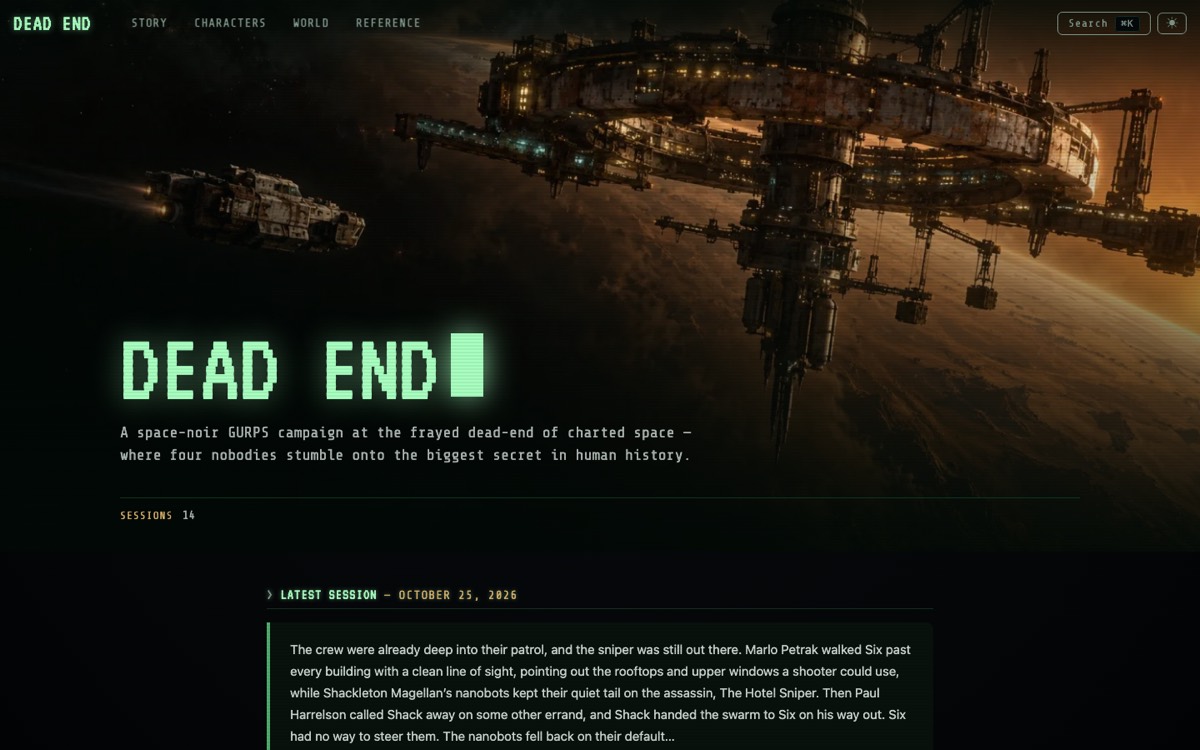 DEAD END STORY CHARACTERS WORLD REFERENCE Search ⌘K
DEAD END
A space-noir GURPS campaign at the frayed dead-end of charted space —
where four nobodies stumble onto the biggest secret in human history.
SESSIONS 14
❯ LATEST SESSION — OCTOBER 25, 2026
The crew were already deep into their patrol, and the sniper was still out there. Marlo Petrak walked Six past
every building with a clean line of sight, pointing out the rooftops and upper windows a shooter could use,
while Shackleton Magellan’s nanobots kept their quiet tail on the assassin, The Hotel Sniper. Then Paul
Harrelson called Shack away on some other errand, and Shack handed the swarm to Six on his way out. Six
had no way to steer them. The nanobots fell back on their default…